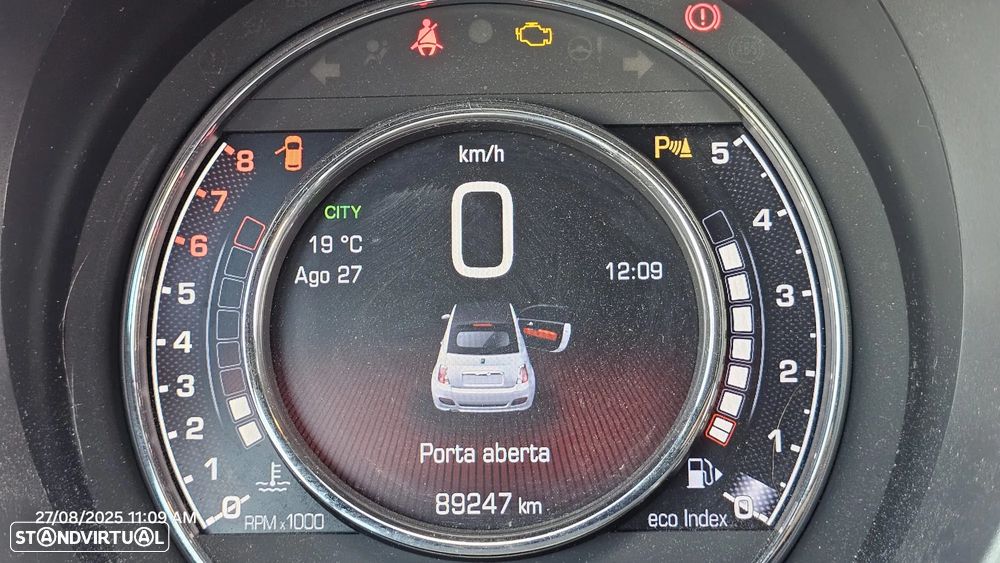 km/h
8 P 5
7 CITY 0
6 19 °C 4
Ago 27 12:09
5 3
4
3 2
2 Porta aberta 1
1 89247 km
0 RPM x1000 eco Index 0
27/08/2025 11:09 AM
STANDVIRTUAL